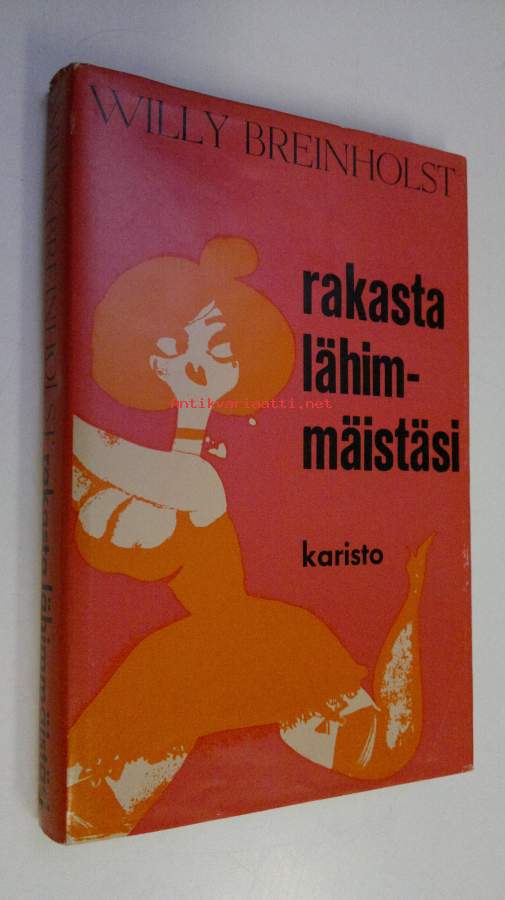 WILLY BREINHOLST
rakasta
lähim-
mäistäsi
karisto
Antikvariaatti.net
WILLY BREINHOLST / rakasta lähimmäistäsi